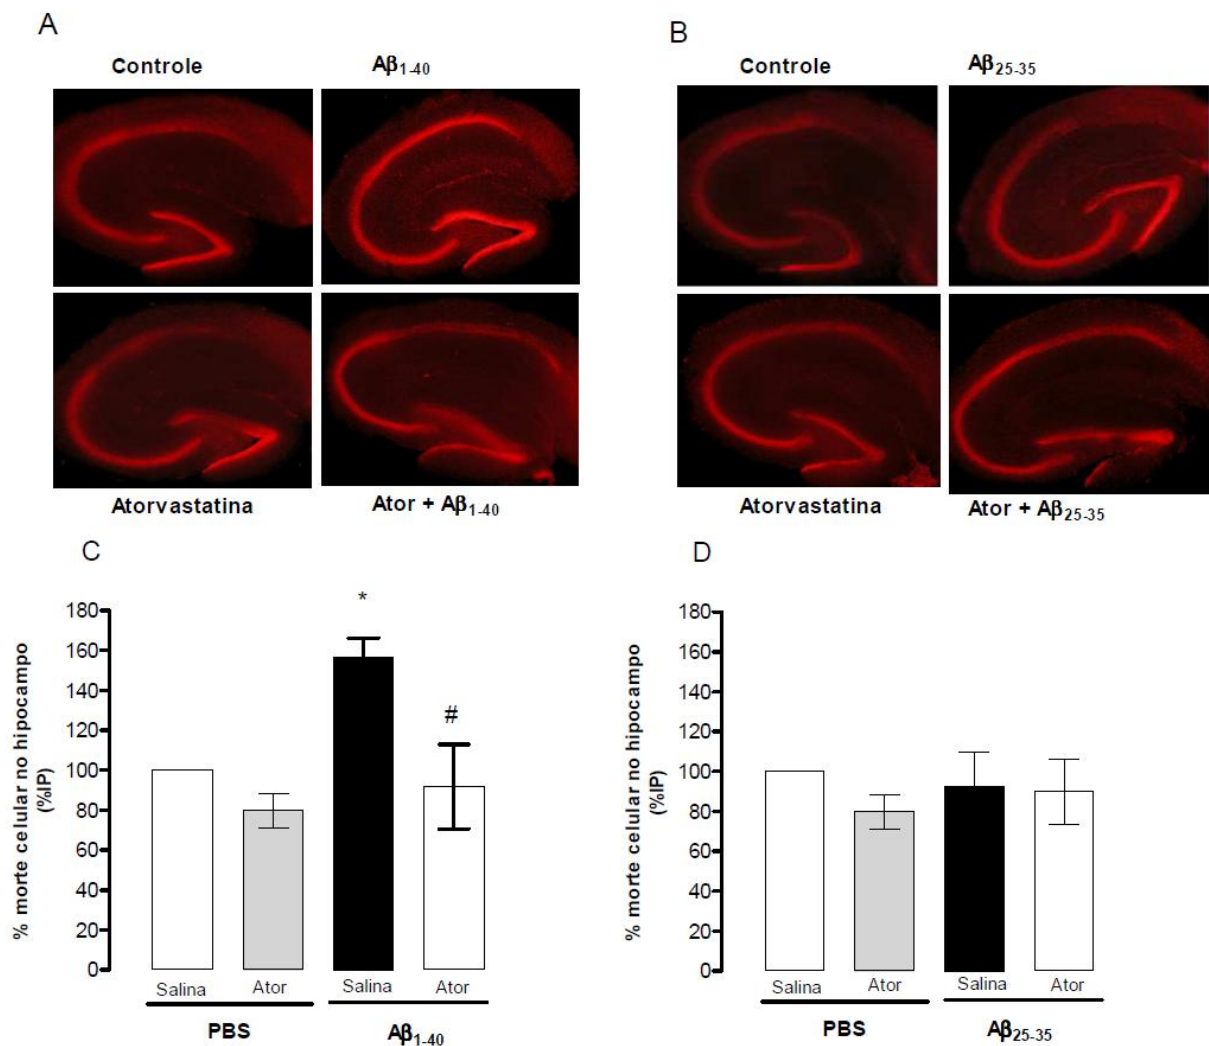 A
Controle Aβ1-40
Atorvastatina Ator + Aβ1-40
B
Controle Aβ25-35
Atorvastatina Ator + Aβ25-35
C
% morte celular no hipocampo
(%IP)
180
160
140
120
100
80
60
40
20
0
*
#
Salina Ator Salina Ator
PBS Aβ1-40
D
% morte celular no hipocampo
(%IP)
180
160
140
120
100
80
60
40
20
0
Salina Ator Salina Ator
PBS Aβ25-35